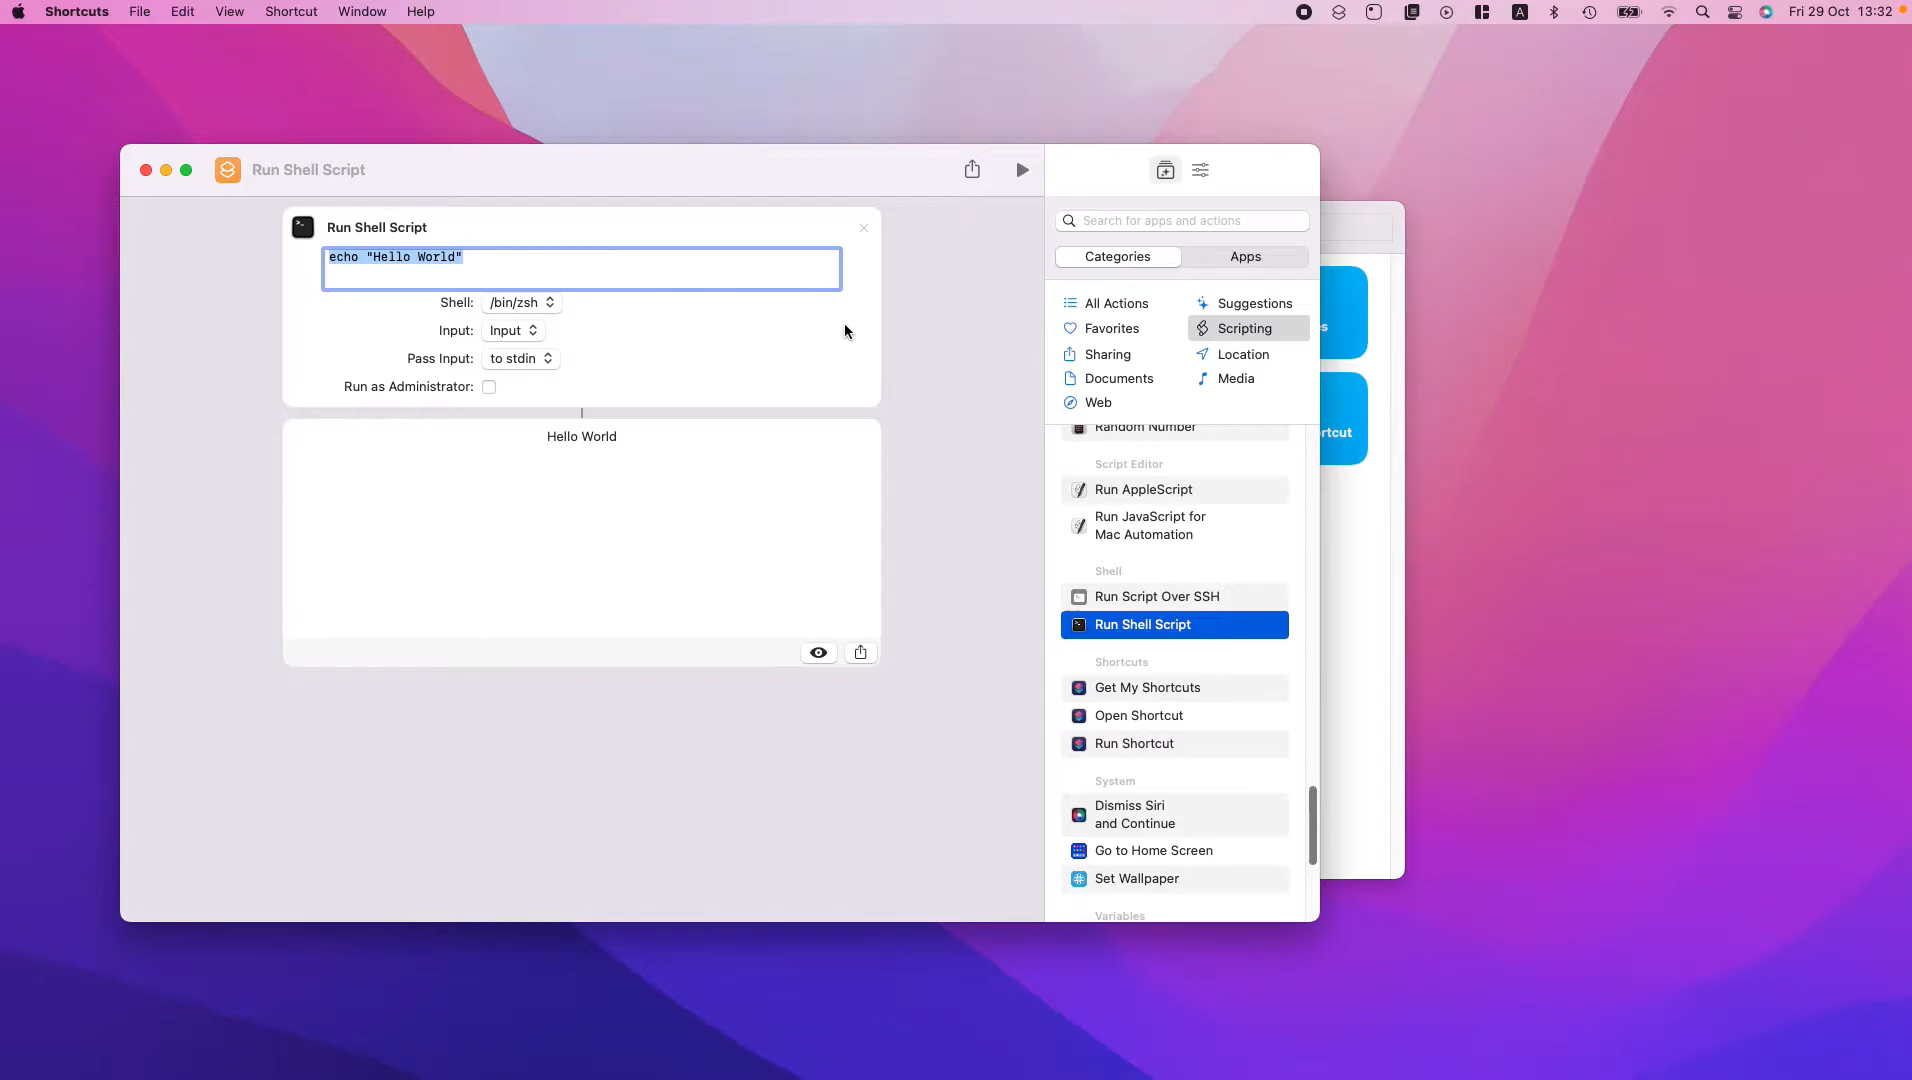 Shortcuts File Edit View Shortcut Window Help
A
Fri 29 Oct 13:32
Run Shell Script
Run Shell Script
echo "Hello World"
Shell: /bin/zsh
Input: Input
Pass Input: to stdin
Run as Administrator:
Hello World
Search for apps and actions
Categories Apps
All Actions Suggestions
Favorites Scripting
Sharing Location
Documents Media
Web
Random Number
Script Editor
Run AppleScript
Run JavaScript for
Mac Automation
Shell
Run Script Over SSH
Run Shell Script
Shortcuts
Get My Shortcuts
Open Shortcut
Run Shortcut
System
Dismiss Siri
and Continue
Go to Home Screen
Set Wallpaper
Variables